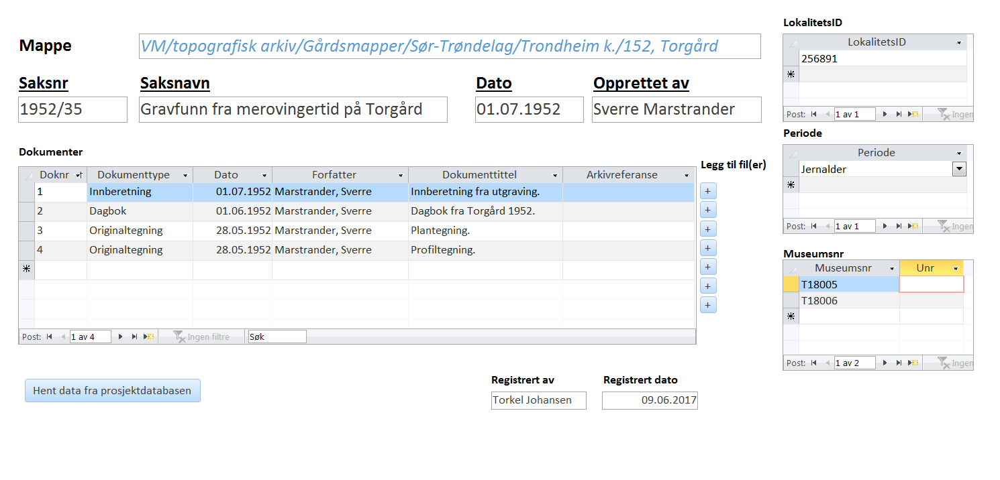 Mappe VM/topografisk arkiv/Gårdsmapper/Sør-Trøndelag/Trondheim k./152, Torgård
Saksnr Saksnavn Dato Opprettet av
1952/35 Gravfunn fra merovingertid på Torgård 01.07.1952 Sverre Marstrander
Dokumenter
Doknr Dokumenttype Dato Forfatter Dokumenttittel Arkivreferanse
1 Innberetning 01.07.1952 Marstrander, Sverre Innberetning fra utgraving.
2 Dagbok 01.06.1952 Marstrander, Sverre Dagbok fra Torgård 1952.
3 Originaltegning 28.05.1952 Marstrander, Sverre Plantegning.
4 Originaltegning 28.05.1952 Marstrander, Sverre Profiltegning.
Post: 1 av 4 Ingen filtre Søk
Legg til fil(er)
+
+
+
+
+
+
+
LokalitetsID
LokalitetsID
256891
Post: 1 av 1 Ingen
Periode
Periode
Jernalder
Post: 1 av 1 Ingen
Museumsnr
Museumsnr Unr
T18005
T18006
Post: 1 av 2 Ingen
Hent data fra prosjektdatabasen
Registrert av Registrert dato
Torkel Johansen 09.06.2017